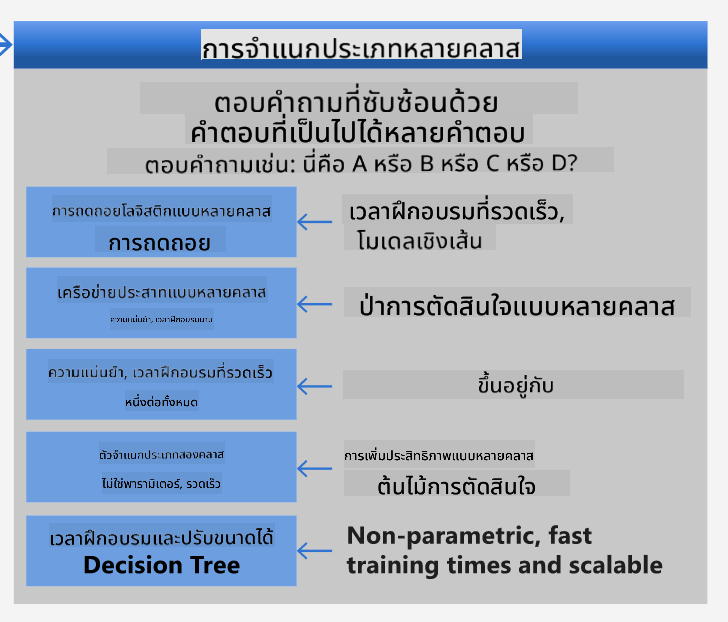 การจำแนกประเภทหลายคลาส
ตอบคำถามที่ซับซ้อนด้วย
คำตอบที่เป็นไปได้หลายคำตอบ
ตอบคำถามเช่น: นี่คือ A หรือ B หรือ C หรือ D?
การถดถอยโลจิสติกแบบหลายคลาส
การถดถอย
เวลาฝึกอบรมที่รวดเร็ว,
โมเดลเชิงเส้น
เครือข่ายประสาทแบบหลายคลาส
ความแม่นยำ, เวลาฝึกอบรมนาน
ป่าการตัดสินใจแบบหลายคลาส
ความแม่นยำ, เวลาฝึกอบรมที่รวดเร็ว
หนึ่งต่อทั้งหมด
ขึ้นอยู่กับ
ตัวจำแนกประเภทสองคลาส
ไม่ใช่พารามิเตอร์, รวดเร็ว
การเพิ่มประสิทธิภาพแบบหลายคลาส
ต้นไม้การตัดสินใจ
เวลาฝึกอบรมและปรับขนาดได้
Decision Tree
Non-parametric, fast
training times and scalable